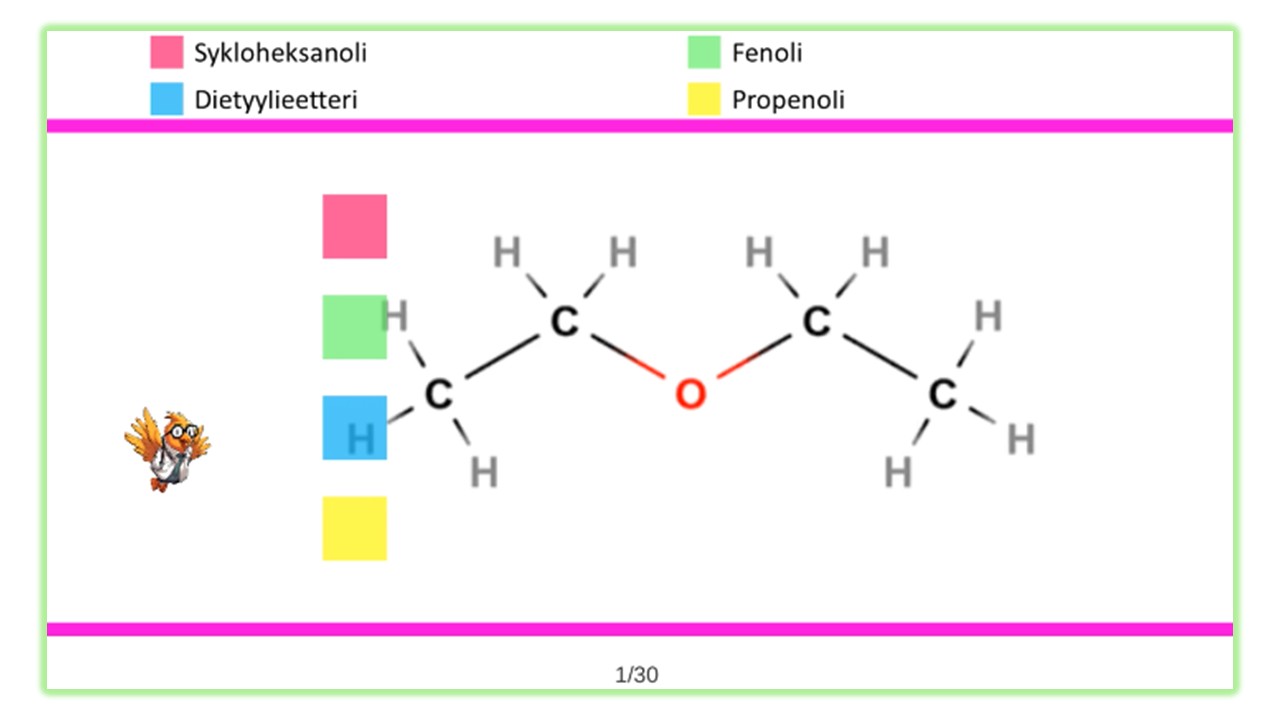 Sykloheksanoli Fenoli
Dietyylieetteri Propenoli
H H H H
H C C H
C O C
H H
H H
1/30